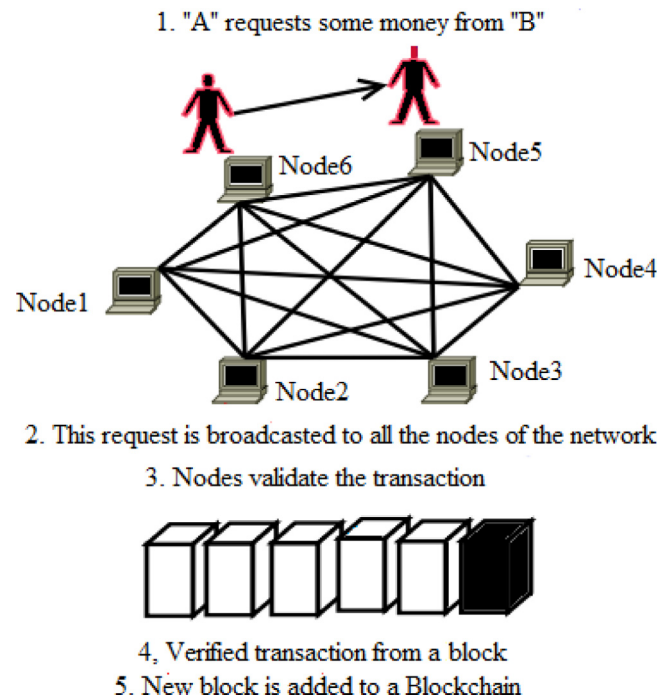 1. "A" requests some money from "B"
Node6
Node5
Node4
Node1
Node2
Node3
2. This request is broadcasted to all the nodes of the network
3. Nodes validate the transaction
4, Verified transaction from a block
5. New block is added to a Blockchain